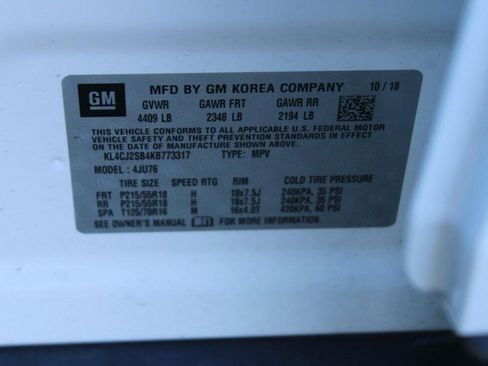 GM MFD BY GM KOREA COMPANY 10 / 18
GVWR GAWR FRT GAWR RR
4409 LB 2348 LB 2194 LB
THIS VEHICLE CONFORMS TO ALL APPLICABLE U.S. FEDERAL MOTOR
VEHICLE SAFETY AND THEFT PREVENTION STANDARDS IN EFFECT ON
THE DATE OF MANUFACTURE SHOWN ABOVE.
KL4CJ2SB4KB773317 TYPE: MPV
MODEL : 4JU76
TIRE SIZE SPEED RTG RIM COLD TIRE PRESSURE
FRT P215/55R18 H 18x7.5J 240KPA, 35 PSI
RR P215/55R18 H 18x7.5J 240KPA, 35 PSI
SPA T125/70R16 M 16x4.0T 420KPA, 60 PSI
SEE OWNER'S MANUAL FOR MORE INFORMATION.